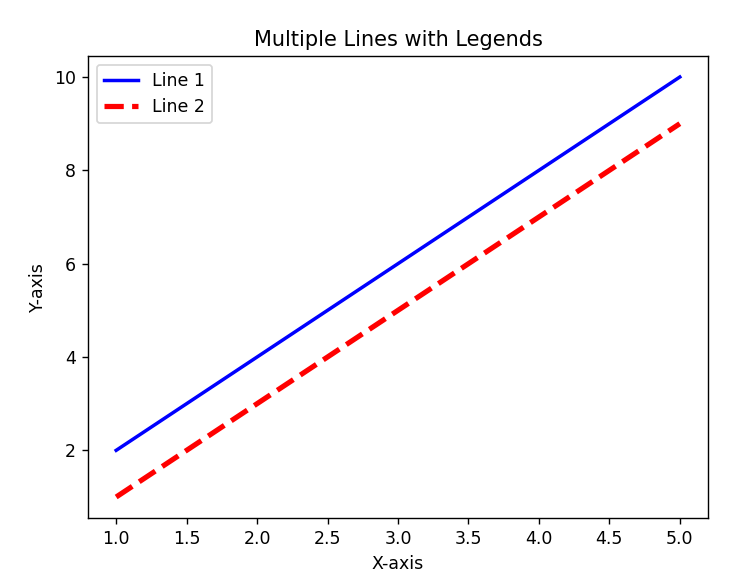 Multiple Lines with Legends
Line 1
Line 2
10
8
6
4
2
Y-axis
1.0 1.5 2.0 2.5 3.0 3.5 4.0 4.5 5.0
X-axis